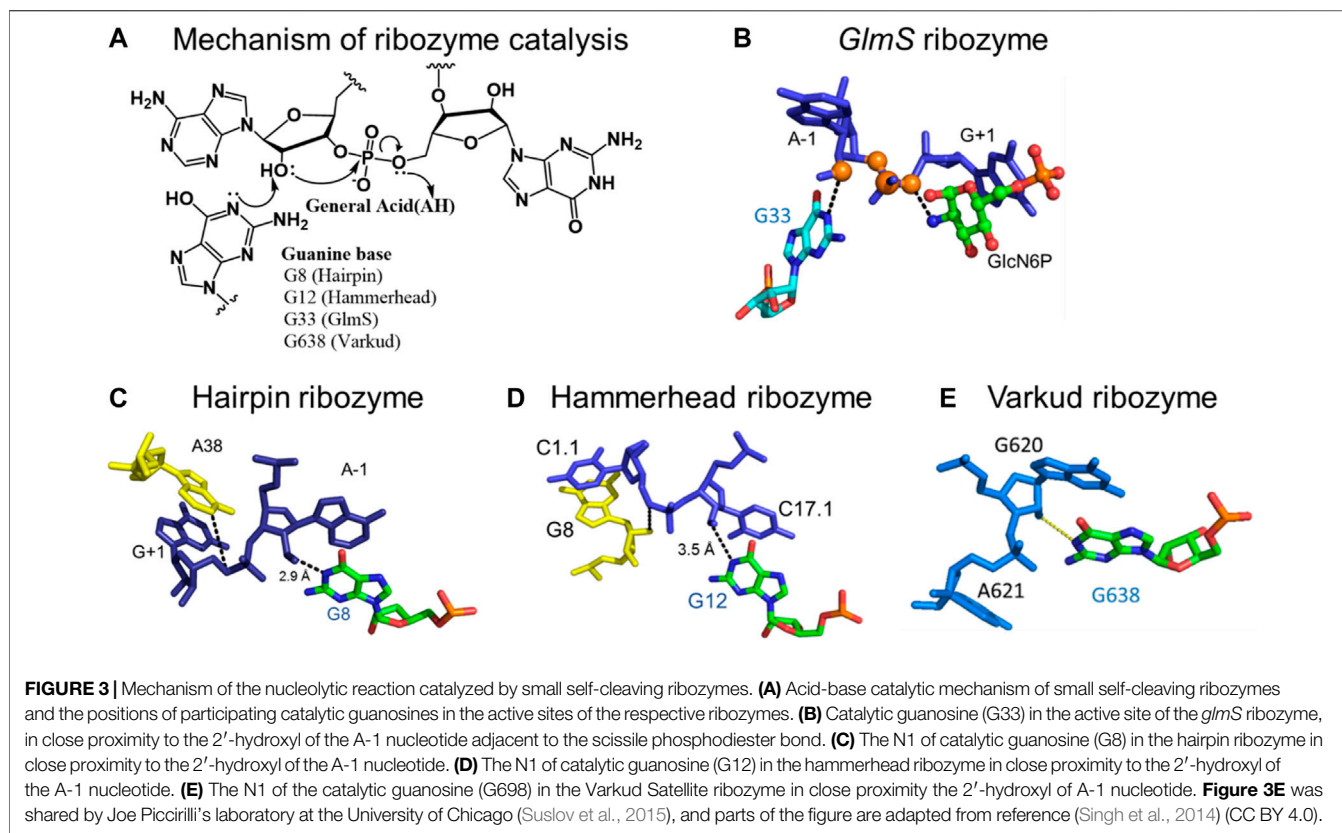 A Mechanism of ribozyme catalysis
H₂N
N
N
N
N
O
HO:
O
O
P
O
⁻O
O:
O
OH
O
N
N
NH₂
N
NH
O
General Acid(AH)
HO
N
NH₂
N
N
N
Guanine base
G8 (Hairpin)
G12 (Hammerhead)
G33 (GlmS)
G638 (Varkud)
B GlmS ribozyme
A-1
G+1
G33
GlcN6P
C Hairpin ribozyme
A38
A-1
G+1
2.9 Å
G8
D Hammerhead ribozyme
C1.1
G8
C17.1
3.5 Å
G12
E Varkud ribozyme
G620
A621
G638
FIGURE 3 | Mechanism of the nucleolytic reaction catalyzed by small self-cleaving ribozymes. (A) Acid-base catalytic mechanism of small self-cleaving ribozymes
and the positions of participating catalytic guanosines in the active sites of the respective ribozymes. (B) Catalytic guanosine (G33) in the active site of the glmS ribozyme,
in close proximity to the 2′-hydroxyl of the A-1 nucleotide adjacent to the scissile phosphodiester bond. (C) The N1 of catalytic guanosine (G8) in the hairpin ribozyme in
close proximity to the 2′-hydroxyl of the A-1 nucleotide. (D) The N1 of catalytic guanosine (G12) in the hammerhead ribozyme in close proximity to the 2′-hydroxyl of
the A-1 nucleotide. (E) The N1 of the catalytic guanosine (G698) in the Varkud Satellite ribozyme in close proximity the 2′-hydroxyl of A-1 nucleotide. Figure 3E was
shared by Joe Piccirilli's laboratory at the University of Chicago (Suslov et al., 2015), and parts of the figure are adapted from reference (Singh et al., 2014) (CC BY 4.0).